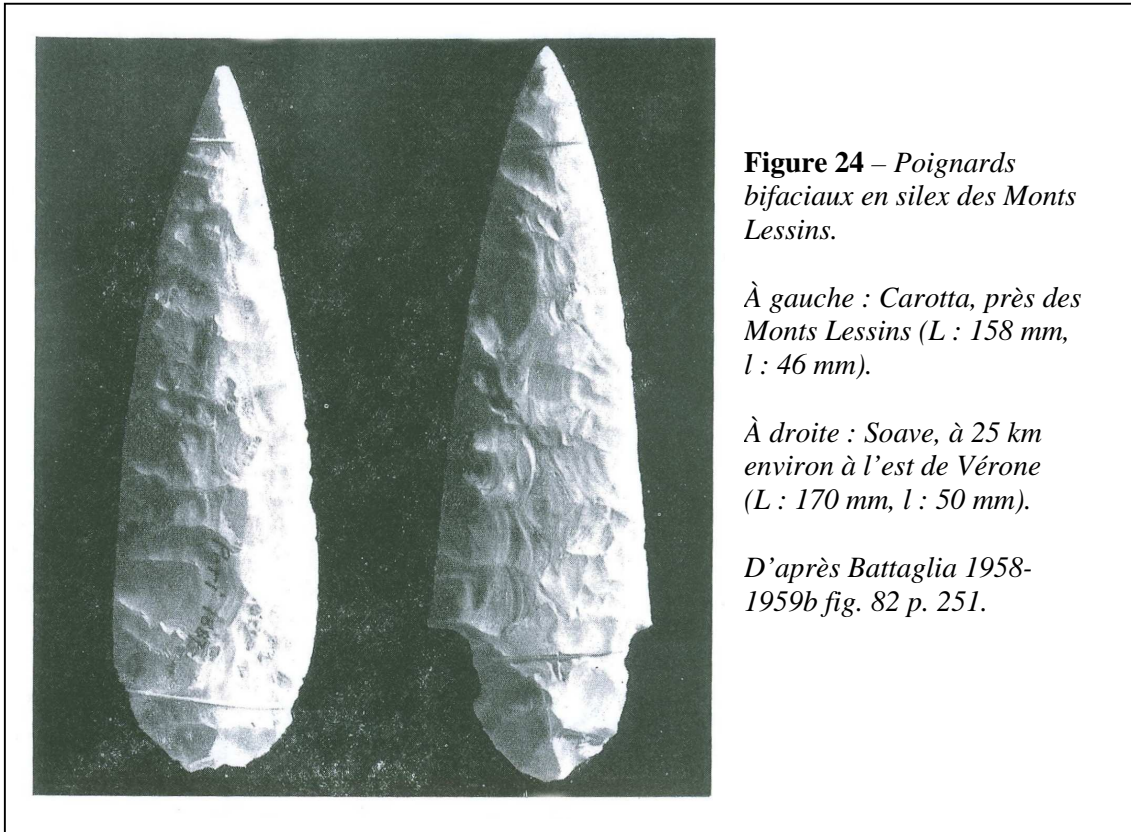 Figure 24 – Poignards
bifaciaux en silex des Monts
Lessins.
À gauche : Carotta, près des
Monts Lessins (L : 158 mm,
l : 46 mm).
À droite : Soave, à 25 km
environ à l’est de Vérone
(L : 170 mm, l : 50 mm).
D’après Battaglia 1958-
1959b fig. 82 p. 251.